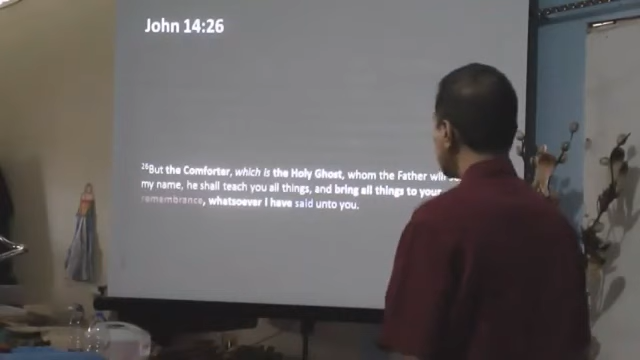 John 14:26
26But the Comforter, which is the Holy Ghost, whom the Father will
my name, he shall teach you all things, and bring all things to your
remembrance, whatsoever I have said unto you.